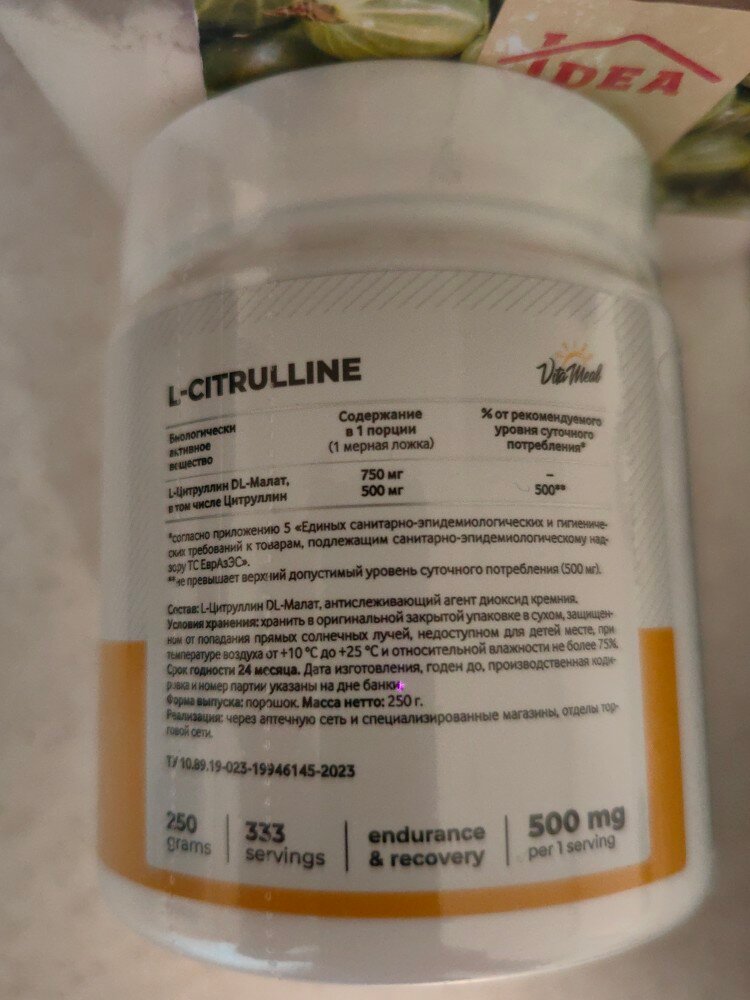 IDEA
L-CITRULLINE
Vita Meal
Биологически активное вещество
Содержание в 1 порции (1 мерная ложка)
% от рекомендуемого уровня суточного потребления*
L-Цитруллин DL-Малат, 750 мг –
в том числе Цитруллин 500 мг 500**
*согласно приложению 5 «Единых санитарно-эпидемиологических и гигиениче-
ских требований к товарам, подлежащим санитарно-эпидемиологическому над-
зору ТС ЕврАзЭС».
**не превышает верхний допустимый уровень суточного потребления (500 мг).
Состав: L-Цитруллин DL-Малат, антислеживающий агент диоксид кремния.
Условия хранения: хранить в оригинальной закрытой упаковке в сухом, защищен-
ном от попадания прямых солнечных лучей, недоступном для детей месте, при
температуре воздуха от +10 °C до +25 °C и относительной влажности не более 75%.
Срок годности 24 месяца. Дата изготовления, годен до, производственная коди-
ровка и номер партии указаны на дне банки.
Форма выпуска: порошок. Масса нетто: 250 г.
Реализация: через аптечную сеть и специализированные магазины, отделы тор-
говой сети.
ТУ 10.89.19-023-19946145-2023
250 grams
333 servings
endurance & recovery
500 mg per 1 serving